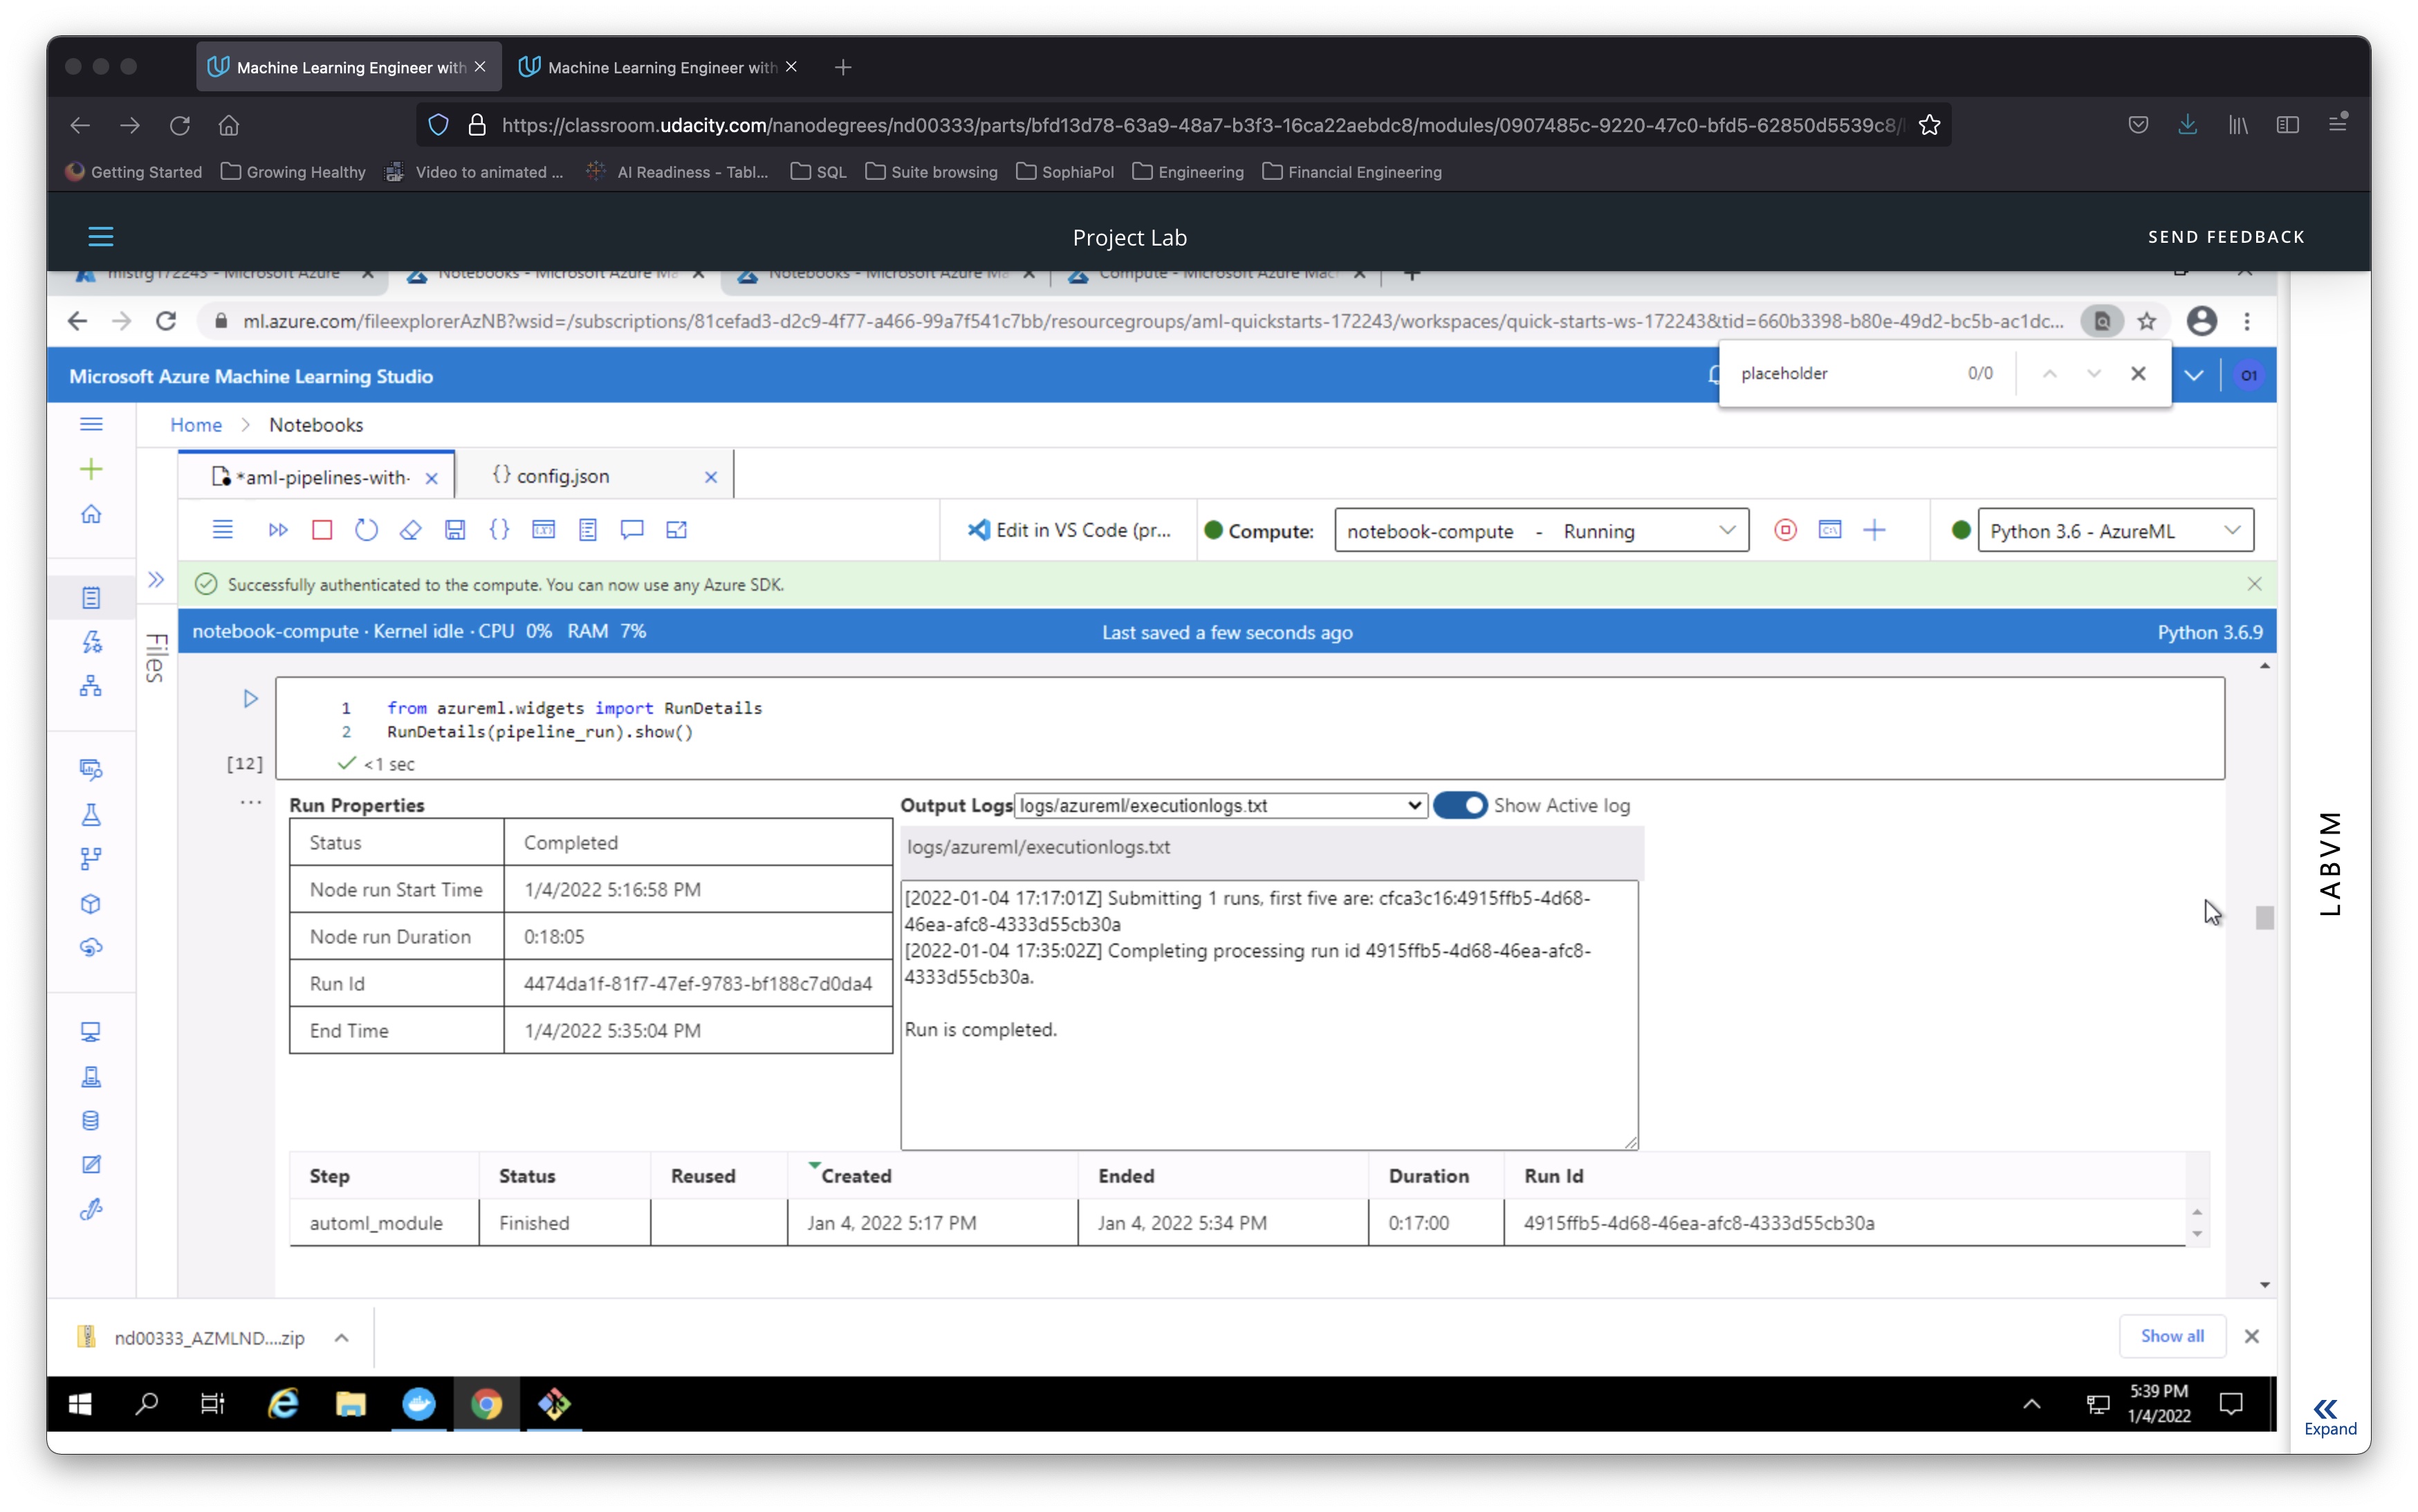 Machine Learning Engineer with
Machine Learning Engineer with
https://classroom.udacity.com/nanodegrees/nd00333/parts/bfd13d78-63a9-48a7-b3f3-16ca22aebdc8/modules/0907485c-9220-47c0-bfd5-62850d5539c8/
Getting Started
Growing Healthy
Video to animated ...
AI Readiness - Tabl...
SQL
Suite browsing
SophiaPol
Engineering
Financial Engineering
Project Lab
SEND FEEDBACK
mlstrg172243 - Microsoft Azure
Notebooks - Microsoft Azure Ma
Notebooks - Microsoft Azure Ma
Compute - Microsoft Azure Mac
ml.azure.com/fileexplorerAzNB?wsid=/subscriptions/81cefad3-d2c9-4f77-a466-99a7f541c7bb/resourcegroups/aml-quickstarts-172243/workspaces/quick-starts-ws-172243&tid=660b3398-b80e-49d2-bc5b-ac1dc...
Microsoft Azure Machine Learning Studio
placeholder 0/0
O1
Home > Notebooks
*aml-pipelines-with-
{} config.json
Edit in VS Code (pr...
Compute: notebook-compute - Running
Python 3.6 - AzureML
Successfully authenticated to the compute. You can now use any Azure SDK.
Files
notebook-compute · Kernel idle · CPU 0% RAM 7%
Last saved a few seconds ago
Python 3.6.9
1 from azureml.widgets import RunDetails
2 RunDetails(pipeline_run).show()
[12] <1 sec
Run Properties
Status Completed
Node run Start Time 1/4/2022 5:16:58 PM
Node run Duration 0:18:05
Run Id 4474da1f-81f7-47ef-9783-bf188c7d0da4
End Time 1/4/2022 5:35:04 PM
Output Logs logs/azureml/executionlogs.txt Show Active log
logs/azureml/executionlogs.txt
[2022-01-04 17:17:01Z] Submitting 1 runs, first five are: cfca3c16:4915ffb5-4d68-
46ea-afc8-4333d55cb30a
[2022-01-04 17:35:02Z] Completing processing run id 4915ffb5-4d68-46ea-afc8-
4333d55cb30a.
Run is completed.
Step Status Reused Created Ended Duration Run Id
automl_module Finished Jan 4, 2022 5:17 PM Jan 4, 2022 5:34 PM 0:17:00 4915ffb5-4d68-46ea-afc8-4333d55cb30a
LABVM
nd00333_AZMLND....zip
Show all
5:39 PM
1/4/2022
Expand